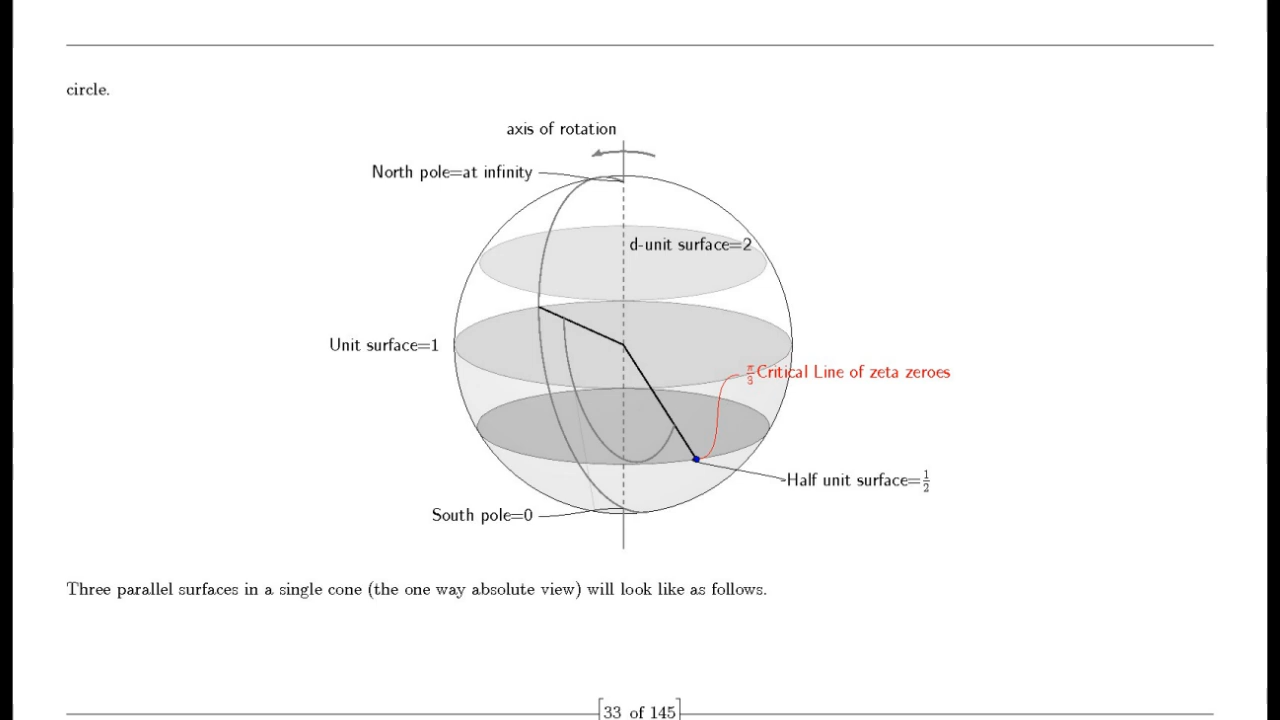 circle.
axis of rotation
North pole=at infinity
d-unit surface=2
Unit surface=1
π/3 Critical Line of zeta zeroes
Half unit surface=1/2
South pole=0
Three parallel surfaces in a single cone (the one way absolute view) will look like as follows.
[33 of 145]